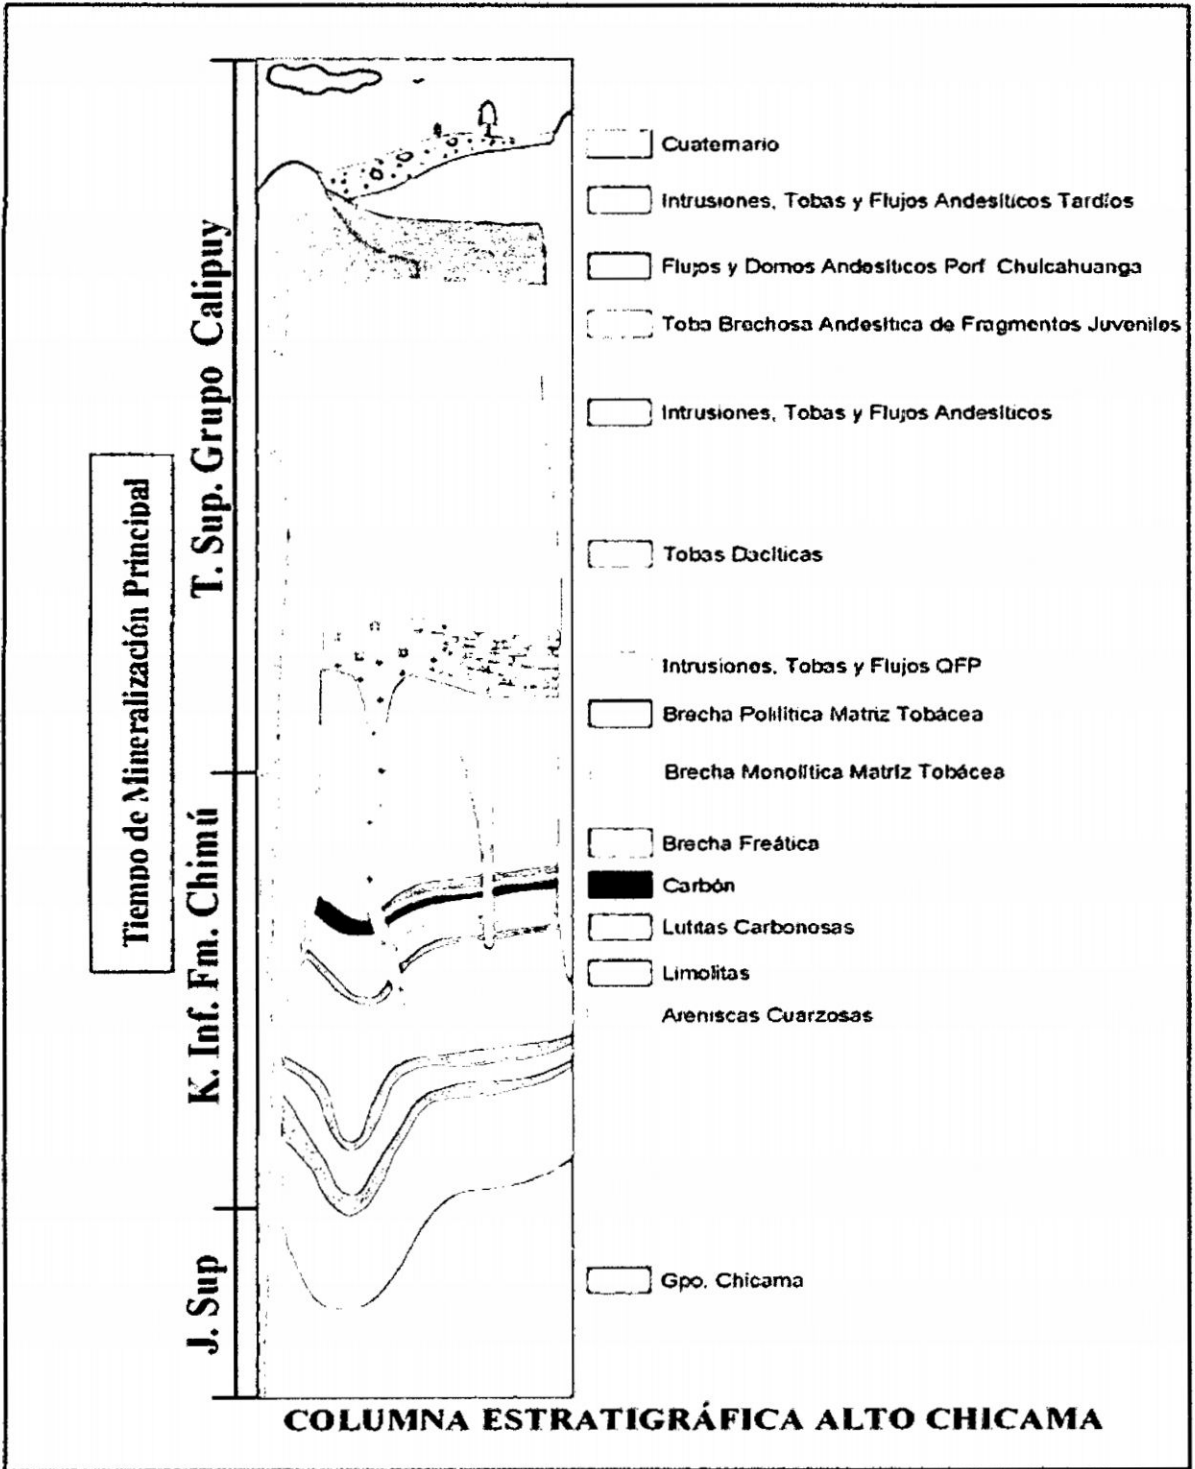 Cuaternario
Intrusiones, Tobas y Flujos Andesíticos Tardíos
Flujos y Domos Andesíticos Porf Chulcahuanga
Toba Brechosa Andesítica de Fragmentos Juveniles
Intrusiones, Tobas y Flujos Andesíticos
Tobas Dacíticas
Intrusiones, Tobas y Flujos QFP
Brecha Polilítica Matriz Tobácea
Brecha Monolítica Matríz Tobácea
Brecha Freática
Carbón
Lutitas Carbonosas
Limolitas
Areniscas Cuarzosas
Gpo. Chicama
T. Sup. Grupo Calipuy
K. Inf. Fm. Chimú
J. Sup
Tiempo de Mineralización Principal
COLUMNA ESTRATIGRÁFICA ALTO CHICAMA